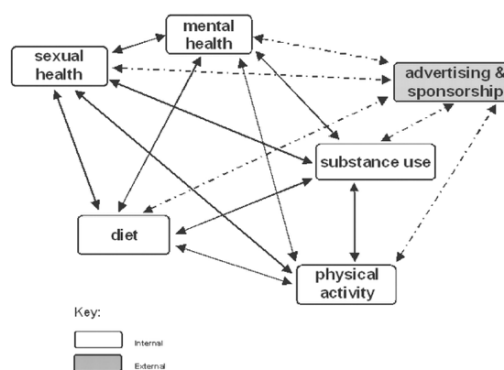 mental
health
sexual
health
advertising &
sponsorship
substance use
diet
physical
activity
Key:
Internal
External